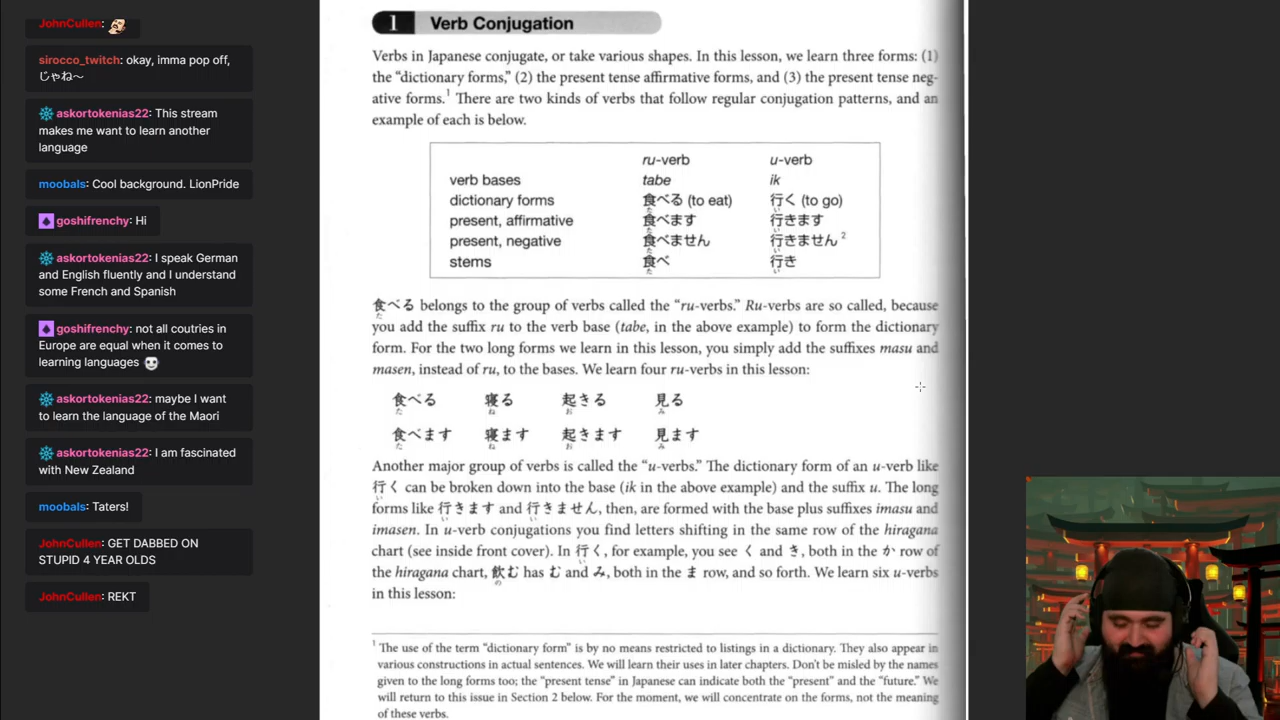 JohnCullen:
sirocco_twitch: okay, imma pop off,
じゃね～
askortokenias22: This stream
makes me want to learn another
language
moobals: Cool background. LionPride
goshifrenchy: Hi
askortokenias22: I speak German
and English fluently and I understand
some French and Spanish
goshifrenchy: not all coutries in
Europe are equal when it comes to
learning languages
askortokenias22: maybe I want
to learn the language of the Maori
askortokenias22: I am fascinated
with New Zealand
moobals: Taters!
JohnCullen: GET DABBED ON
STUPID 4 YEAR OLDS
JohnCullen: REKT
1 Verb Conjugation
Verbs in Japanese conjugate, or take various shapes. In this lesson, we learn three forms: (1)
the “dictionary forms,” (2) the present tense affirmative forms, and (3) the present tense neg-
ative forms.1 There are two kinds of verbs that follow regular conjugation patterns, and an
example of each is below.
ru-verb u-verb
verb bases tabe ik
dictionary forms 食べる (to eat) 行く (to go)
た い
present, affirmative 食べます 行きます
た い
present, negative 食べません 行きません2
た い
stems 食べ 行き
た い
食べる belongs to the group of verbs called the “ru-verbs.” Ru-verbs are so called, because
た
you add the suffix ru to the verb base (tabe, in the above example) to form the dictionary
form. For the two long forms we learn in this lesson, you simply add the suffixes masu and
masen, instead of ru, to the bases. We learn four ru-verbs in this lesson:
食べる 寝る 起きる 見る
た ね お み
食べます 寝ます 起きます 見ます
た ね お み
Another major group of verbs is called the “u-verbs.” The dictionary form of an u-verb like
行く can be broken down into the base (ik in the above example) and the suffix u. The long
い
forms like 行きます and 行きません, then, are formed with the base plus suffixes imasu and
い い
imasen. In u-verb conjugations you find letters shifting in the same row of the hiragana
chart (see inside front cover). In 行く, for example, you see く and き, both in the か row of
い
the hiragana chart, 飲む has む and み, both in the ま row, and so forth. We learn six u-verbs
の
in this lesson:
1 The use of the term “dictionary form” is by no means restricted to listings in a dictionary. They also appear in
various constructions in actual sentences. We will learn their uses in later chapters. Don't be misled by the names
given to the long forms too; the “present tense” in Japanese can indicate both the “present” and the “future.” We
will return to this issue in Section 2 below. For the moment, we will concentrate on the forms, not the meaning
of these verbs.